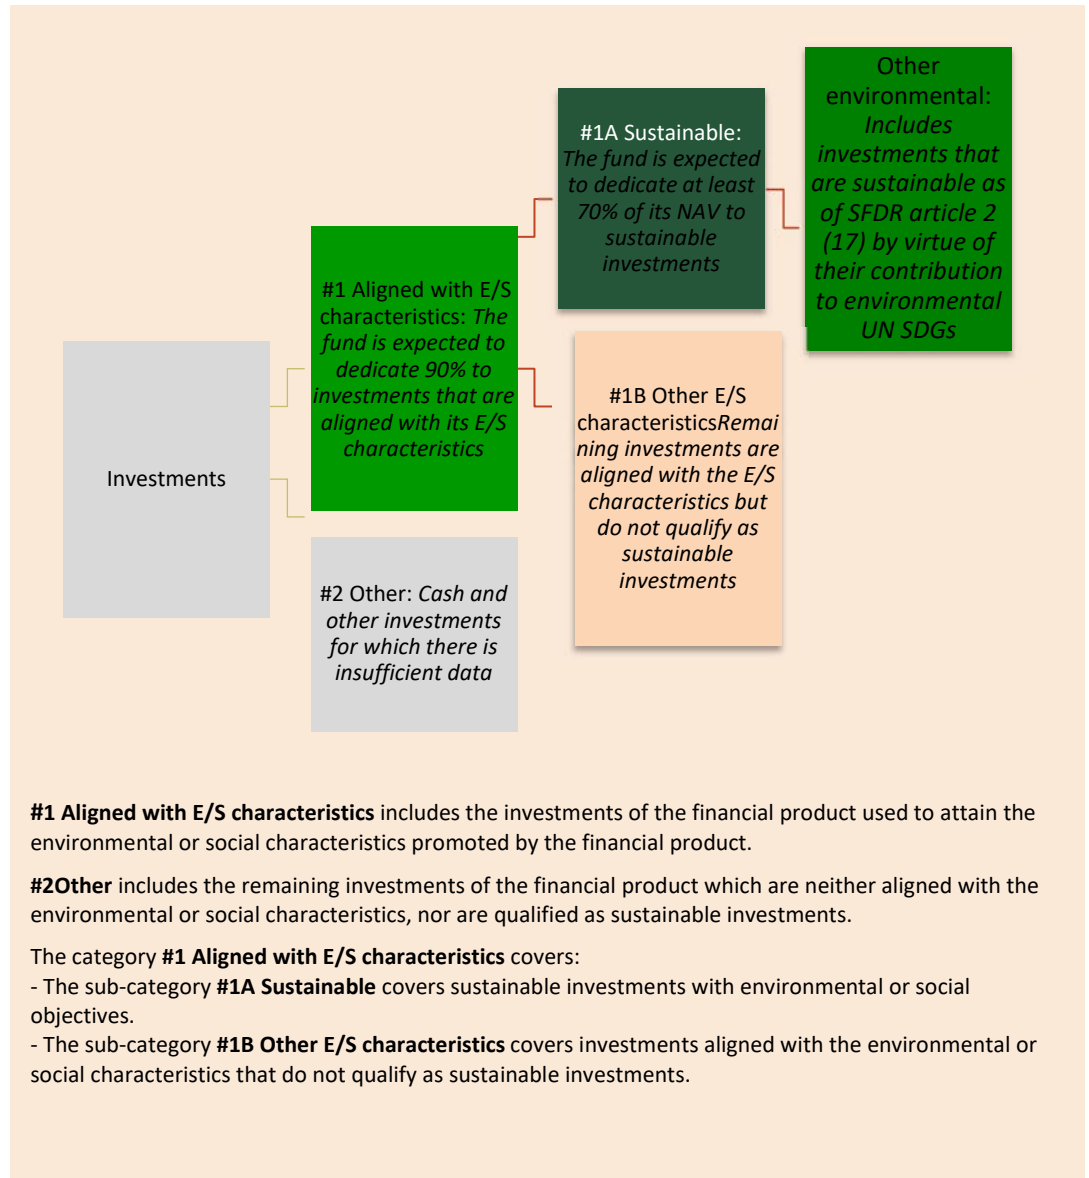 Investments
#1 Aligned with E/S
characteristics: The
fund is expected to
dedicate 90% to
investments that are
aligned with its E/S
characteristics
#2 Other: Cash and
other investments
for which there is
insufficient data
#1A Sustainable:
The fund is expected
to dedicate at least
70% of its NAV to
sustainable
investments
#1B Other E/S
characteristicsRemai
ning investments are
aligned with the E/S
characteristics but
do not qualify as
sustainable
investments
Other
environmental:
Includes
investments that
are sustainable as
of SFDR article 2
(17) by virtue of
their contribution
to environmental
UN SDGs
#1 Aligned with E/S characteristics includes the investments of the financial product used to attain the
environmental or social characteristics promoted by the financial product.
#2Other includes the remaining investments of the financial product which are neither aligned with the
environmental or social characteristics, nor are qualified as sustainable investments.
The category #1 Aligned with E/S characteristics covers:
- The sub-category #1A Sustainable covers sustainable investments with environmental or social
objectives.
- The sub-category #1B Other E/S characteristics covers investments aligned with the environmental or
social characteristics that do not qualify as sustainable investments.